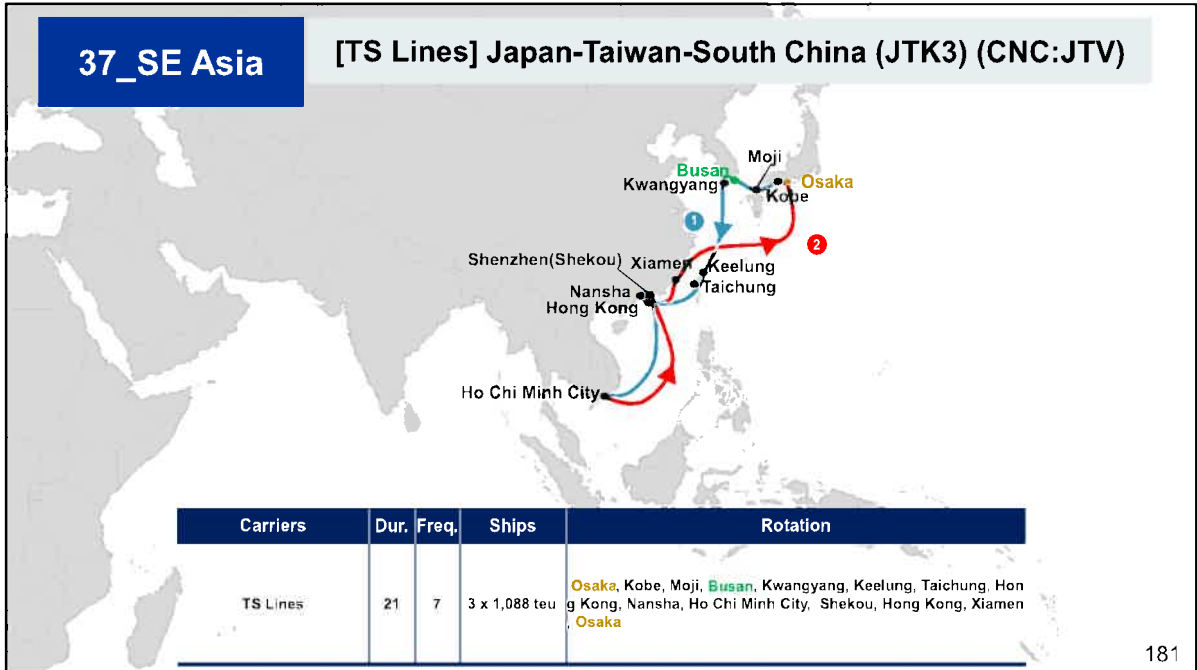 37_SE Asia
[TS Lines] Japan-Taiwan-South China (JTK3) (CNC:JTV)
Moji
Busan
Kwangyang
Osaka
Kobe
1
2
Shenzhen(Shekou)
Xiamen
Keelung
Taichung
Nansha
Hong Kong
Ho Chi Minh City
Carriers Dur. Freq. Ships Rotation
TS Lines 21 7 3 x 1,088 teu
Osaka, Kobe, Moji, Busan, Kwangyang, Keelung, Taichung, Hon
g Kong, Nansha, Ho Chi Minh City, Shekou, Hong Kong, Xiamen
, Osaka
181